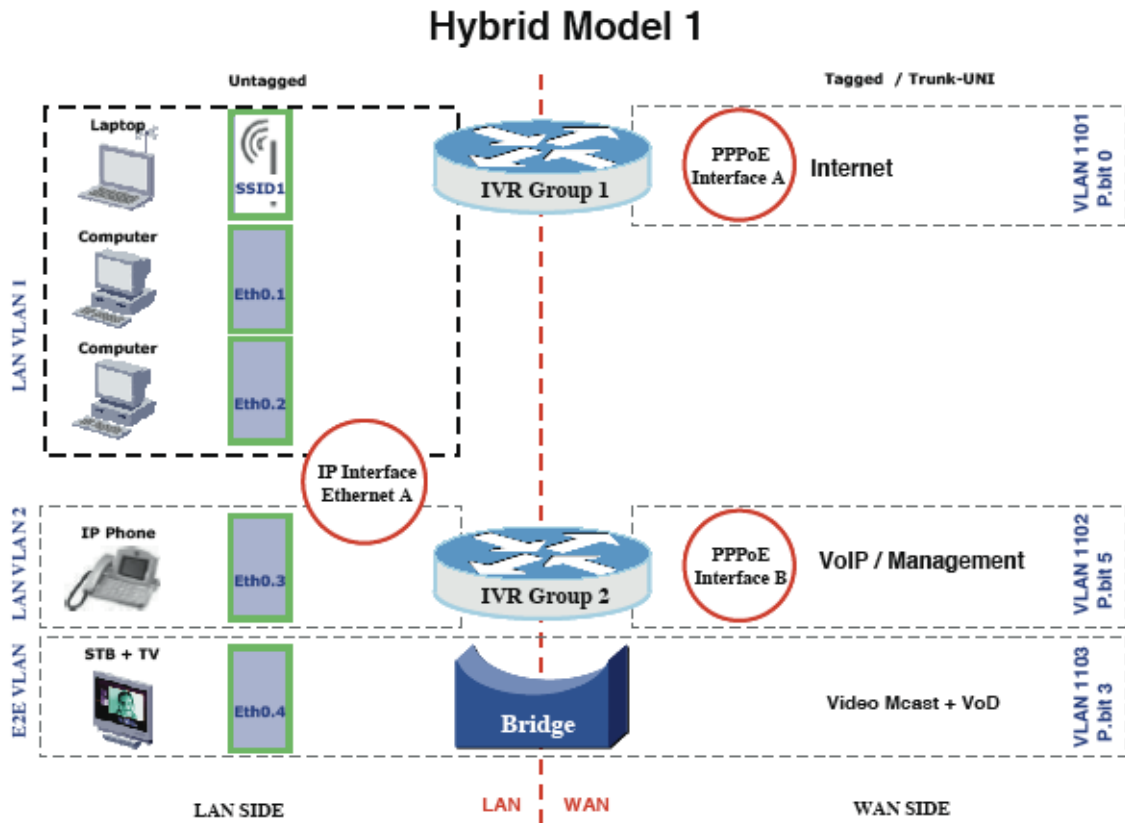 Hybrid Model 1
Untagged
Tagged / Trunk-UNI
LAN VLAN 1
Laptop
SSID1
IVR Group 1
PPPoE
Interface A
Internet
VLAN 1101
P.bit 0
Computer
Eth0.1
Computer
Eth0.2
IP Interface
Ethernet A
LAN VLAN 2
IP Phone
Eth0.3
IVR Group 2
PPPoE
Interface B
VoIP / Management
VLAN 1102
P.bit 5
E2E VLAN
STB + TV
Eth0.4
Bridge
Video Mcast + VoD
VLAN 1103
P.bit 3
LAN SIDE
LAN
WAN
WAN SIDE